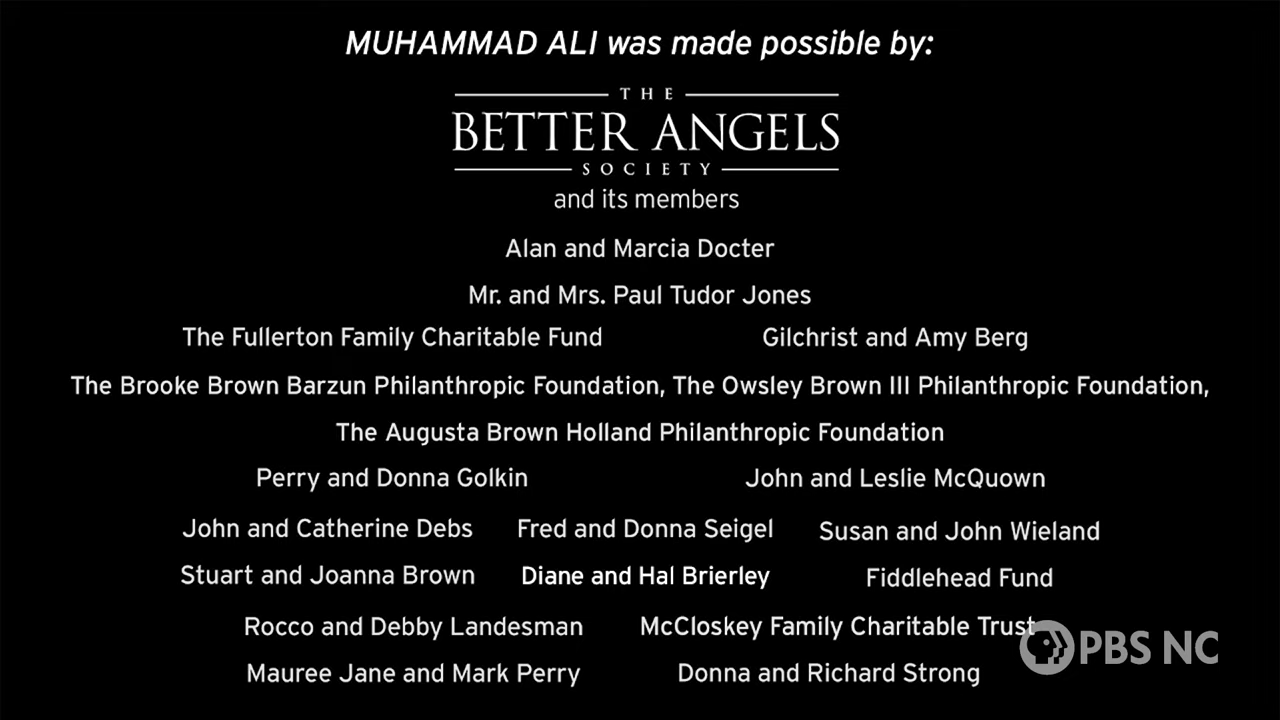 MUHAMMAD ALI was made possible by:
THE
BETTER ANGELS
SOCIETY
and its members
Alan and Marcia Docter
Mr. and Mrs. Paul Tudor Jones
The Fullerton Family Charitable Fund Gilchrist and Amy Berg
The Brooke Brown Barzun Philanthropic Foundation, The Owsley Brown III Philanthropic Foundation,
The Augusta Brown Holland Philanthropic Foundation
Perry and Donna Golkin John and Leslie McQuown
John and Catherine Debs Fred and Donna Seigel Susan and John Wieland
Stuart and Joanna Brown Diane and Hal Brierley Fiddlehead Fund
Rocco and Debby Landesman McCloskey Family Charitable Trust
PBS NC
Mauree Jane and Mark Perry Donna and Richard Strong